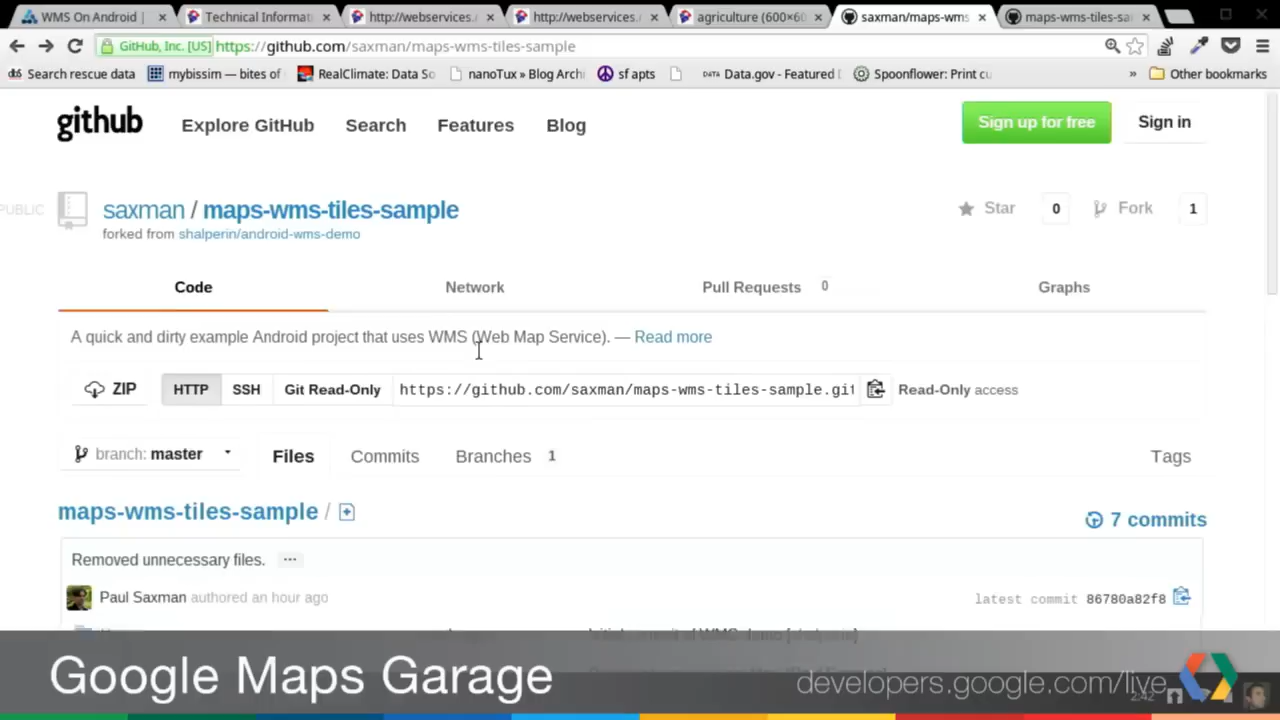 WMS On Android |
Technical Informat
http://webservices.
http://webservices.
agriculture (600×60
saxman/maps-wms
maps-wms-tiles-sa
GitHub, Inc. [US] https://github.com/saxman/maps-wms-tiles-sample
Search rescue data
mybissim — bites of
RealClimate: Data So
nanoTux » Blog Archi
sf apts
DATA Data.gov - Featured
Spoonflower: Print cu
» Other bookmarks
github
Explore GitHub
Search
Features
Blog
Sign up for free
Sign in
PUBLIC
saxman / maps-wms-tiles-sample
Star 0
Fork 1
forked from shalperin/android-wms-demo
Code
Network
Pull Requests 0
Graphs
A quick and dirty example Android project that uses WMS (Web Map Service). — Read more
ZIP
HTTP
SSH
Git Read-Only
https://github.com/saxman/maps-wms-tiles-sample.git
Read-Only access
branch: master
Files
Commits
Branches 1
Tags
maps-wms-tiles-sample /
7 commits
Removed unnecessary files. ...
Paul Saxman authored an hour ago
latest commit 86780a82f8
Google Maps Garage
developers.google.com/live
2:42